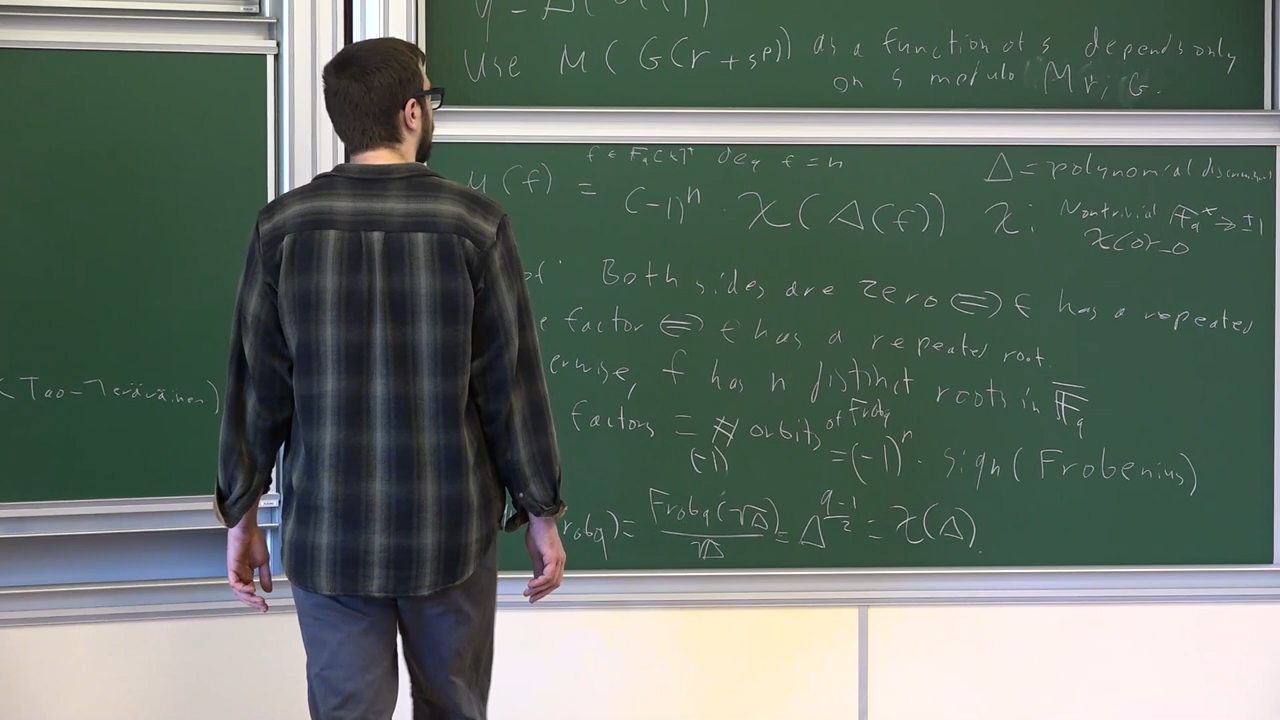 Use M(G(r+s^p)) as a function of s depends only
on s modulo M r, G.
(Tao-Teräväinen)
f ∈ F_q[x]^+ deg f = n
μ(f) = (-1)^n · χ(Δ(f))
Δ = polynomial discriminant
χ: Nontrivial F_q^x → ±1
χ(0)=0
Both sides are zero ⟺ f has a repeated
factor ⟺ f has a repeated root.
f has n distinct roots in \overline{F}_q
factors = # orbits of Frob_q
(-1) = (-1)^n · sign(Frobenius)
= Frob_q(√Δ)/√Δ = Δ^{(q-1)/2} = χ(Δ).